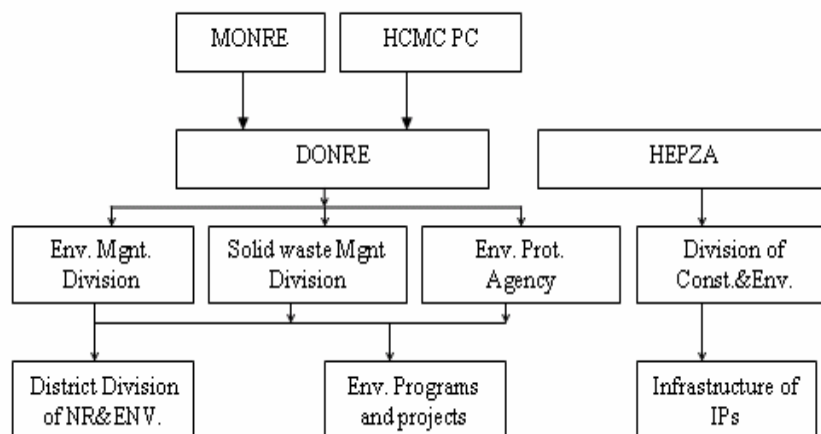 MONRE
HCMC PC
DONRE
HEPZA
Env. Mgnt.
Division
Solid waste Mgnt
Division
Env. Prot.
Agency
Division of
Const.&Env.
District Division
of NR&ENV.
Env. Programs
and projects
Infrastructure of
IPs